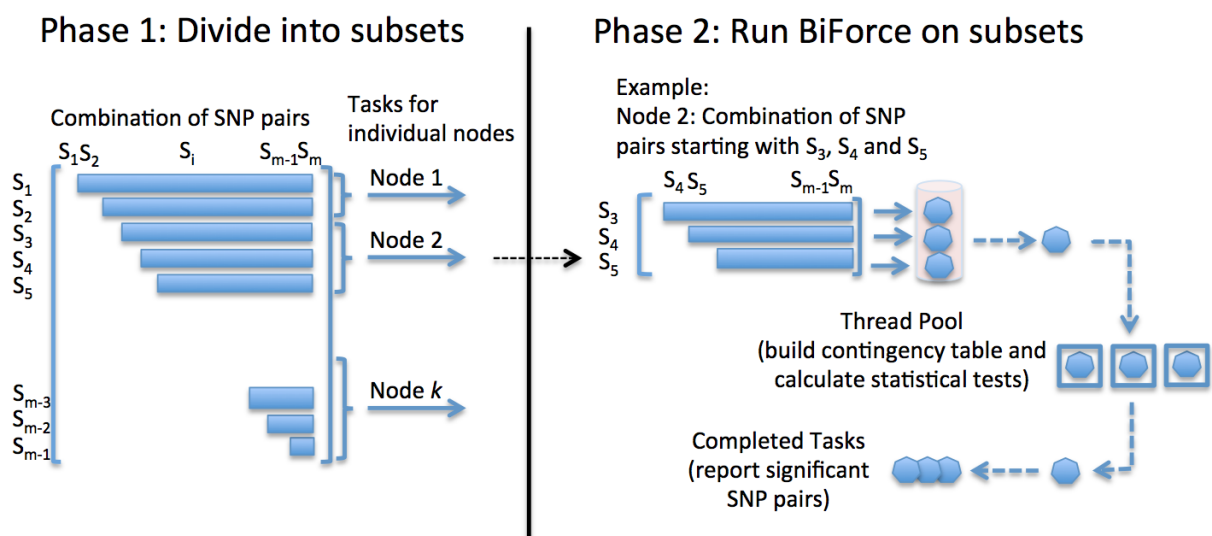 Phase 1: Divide into subsets
Combination of SNP pairs
Tasks for
individual nodes
S1S2 Si Sm-1Sm
S1
S2
S3
S4
S5
Sm-3
Sm-2
Sm-1
Node 1
Node 2
Node k
Phase 2: Run BiForce on subsets
Example:
Node 2: Combination of SNP
pairs starting with S3, S4 and S5
S4 S5 Sm-1Sm
S3
S4
S5
Thread Pool
(build contingency table and
calculate statistical tests)
Completed Tasks
(report significant
SNP pairs)